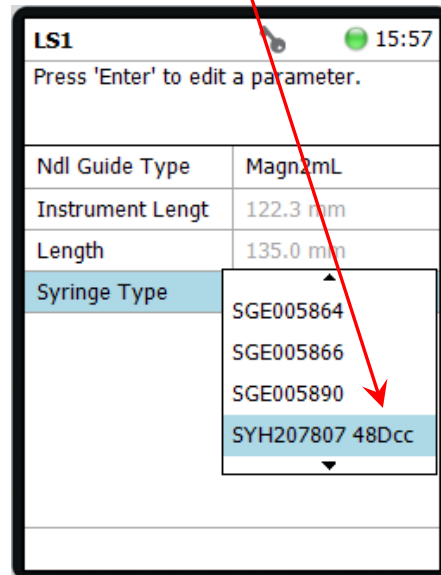 LS1 15:57
Press 'Enter' to edit a parameter.
Ndl Guide Type Magn2mL
Instrument Lengt 122.3 mm
Length 135.0 mm
Syringe Type
SGE005864
SGE005866
SGE005890
SYH207807 48Dcc